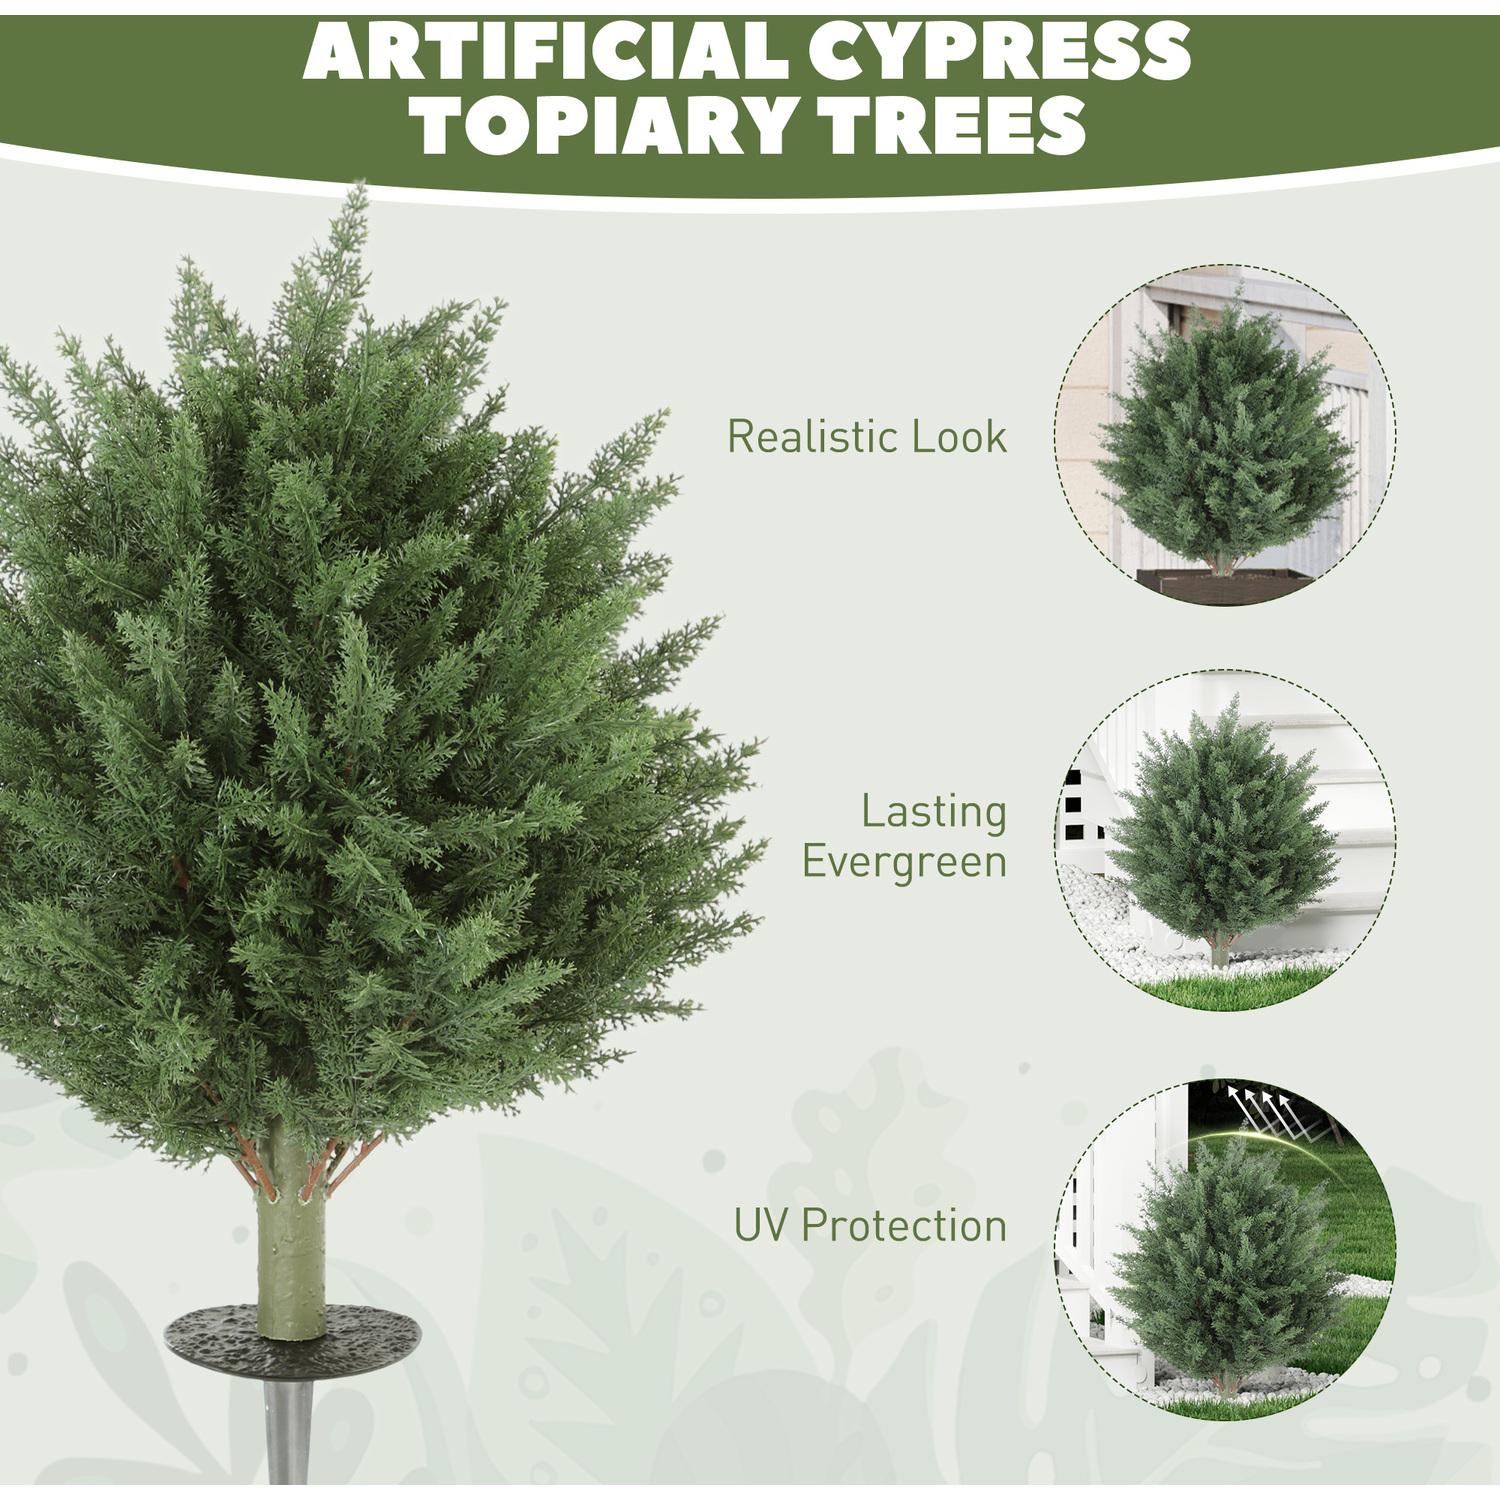 ARTIFICIAL CYPRESS
TOPIARY TREES
Realistic Look
Lasting
Evergreen
UV Protection